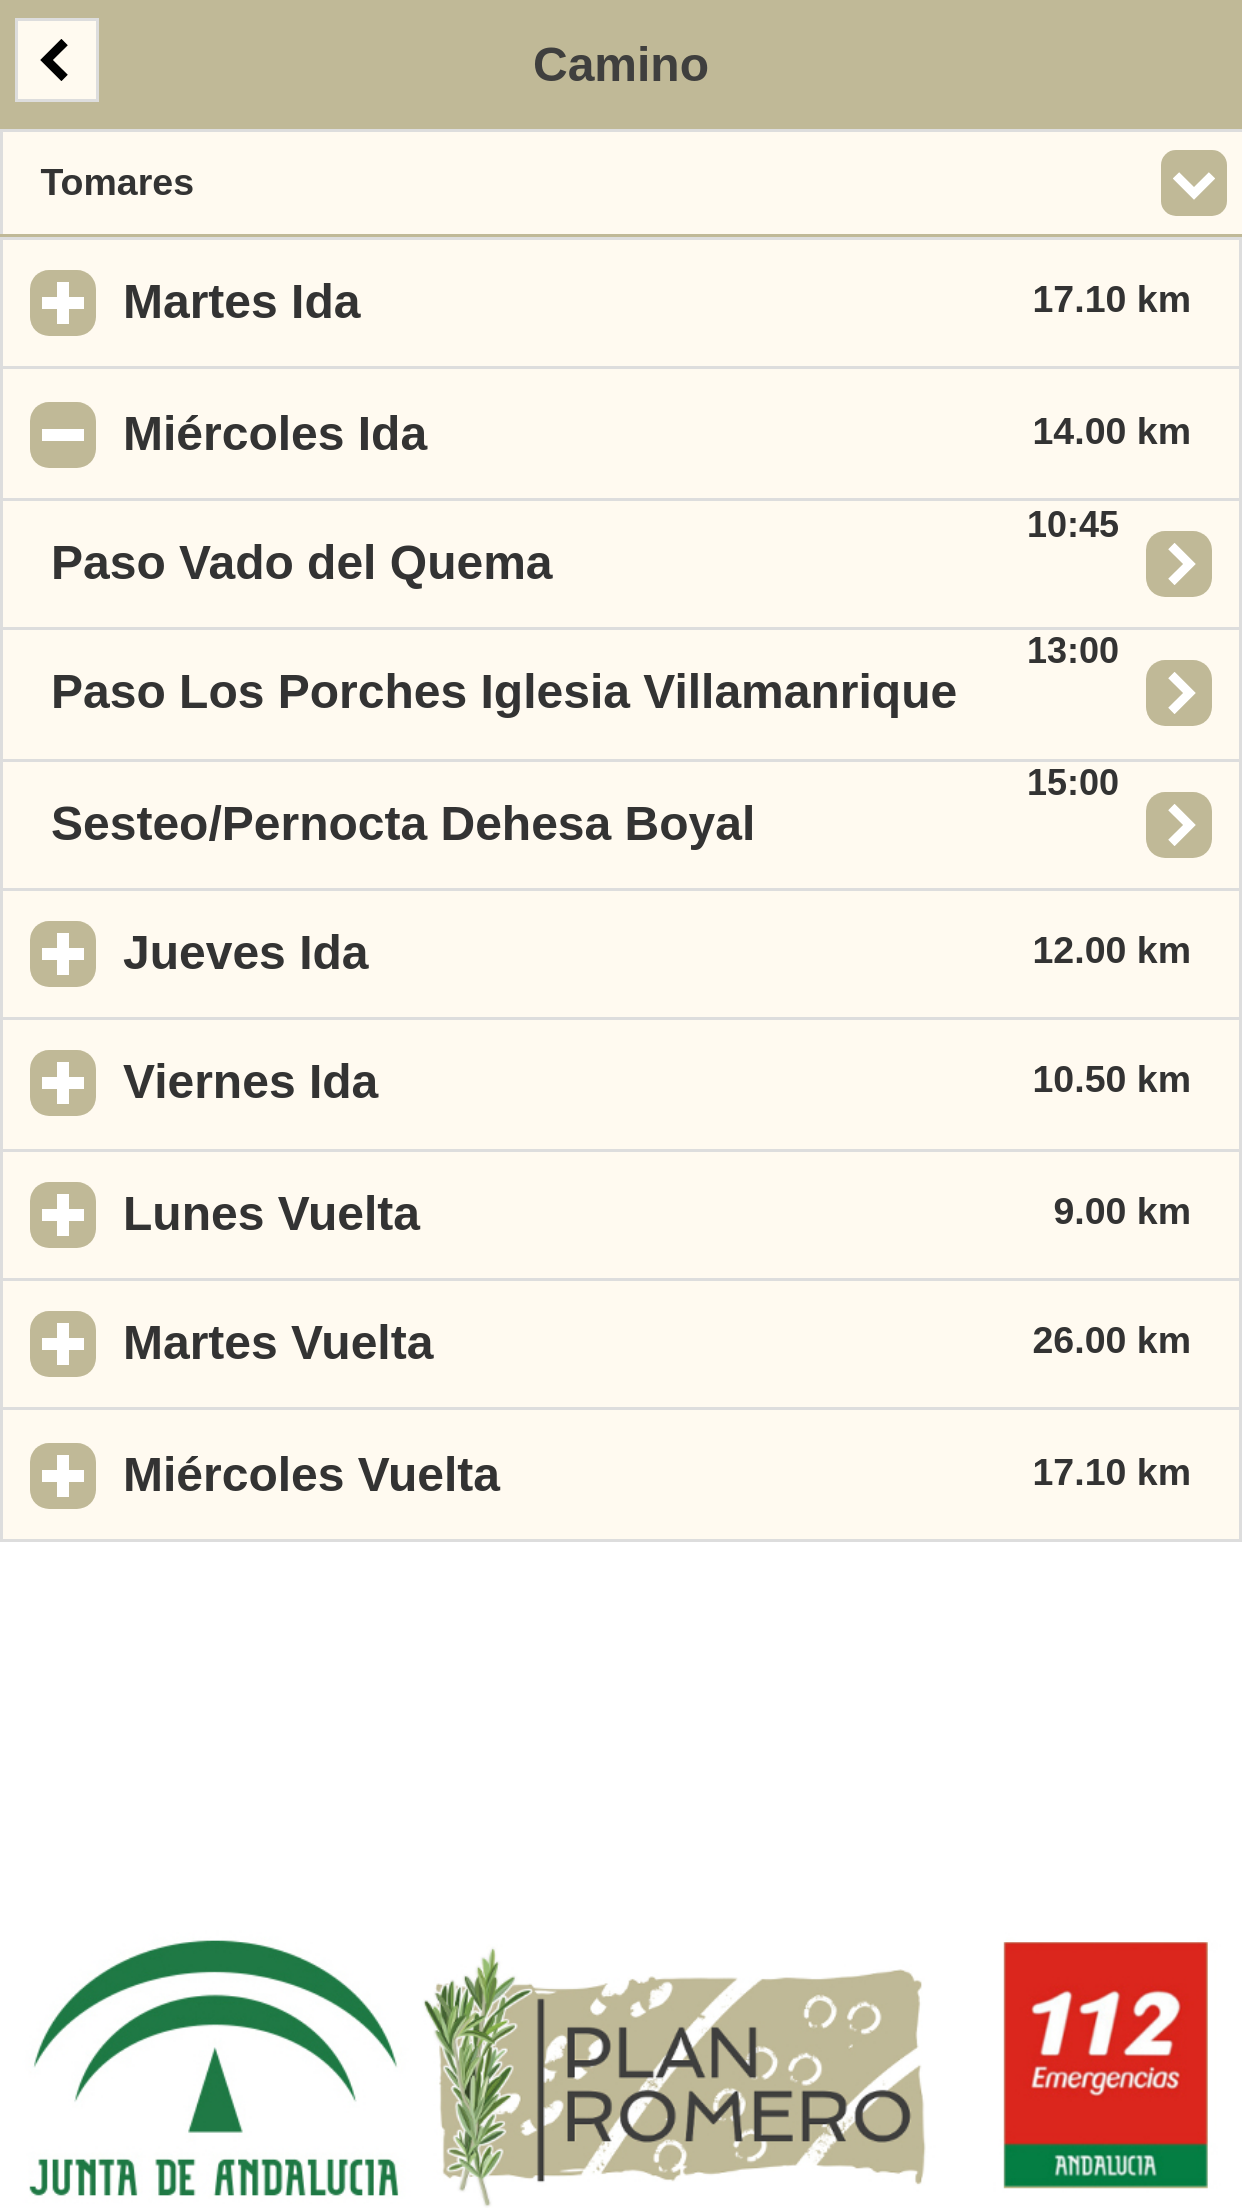 Camino
Tomares
Martes Ida 17.10 km
Miércoles Ida 14.00 km
Paso Vado del Quema 10:45
Paso Los Porches Iglesia Villamanrique 13:00
Sesteo/Pernocta Dehesa Boyal 15:00
Jueves Ida 12.00 km
Viernes Ida 10.50 km
Lunes Vuelta 9.00 km
Martes Vuelta 26.00 km
Miércoles Vuelta 17.10 km
JUNTA DE ANDALUCIA
PLAN
ROMERO
112
Emergencias
ANDALUCIA